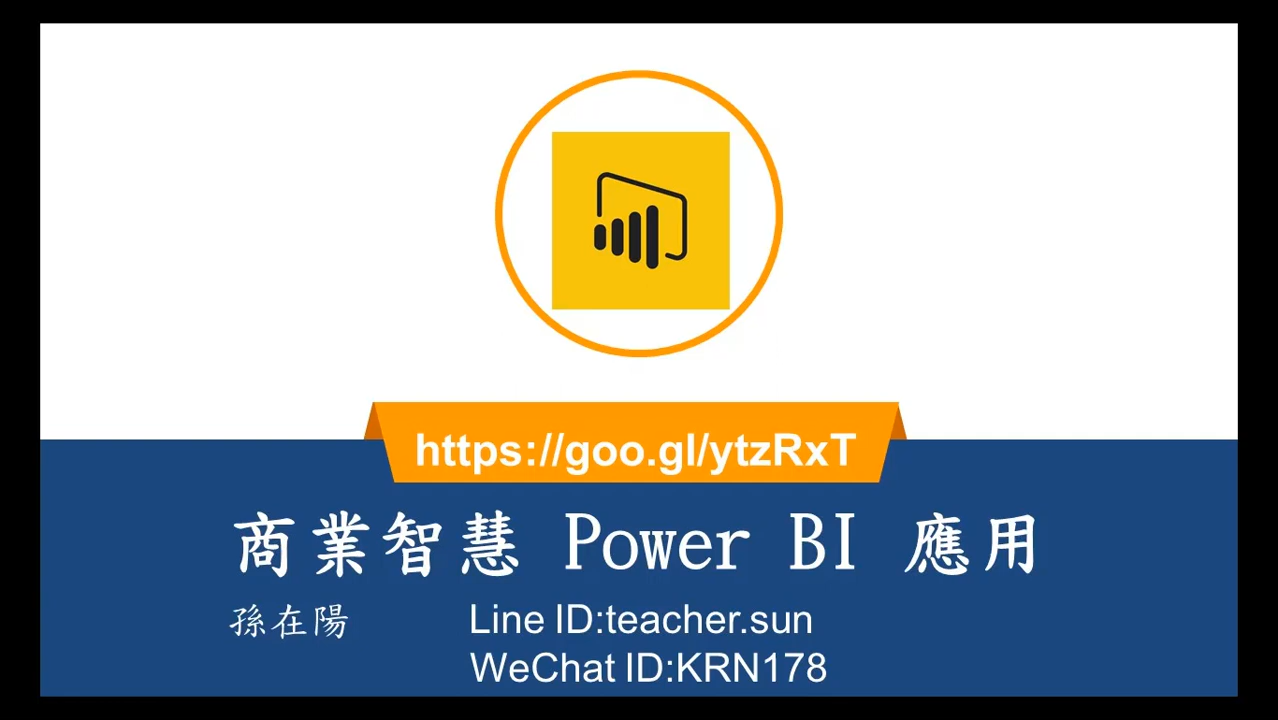 https://goo.gl/ytzRxT
商業智慧 Power BI 應用
孫在陽 Line ID:teacher.sun
WeChat ID:KRN178